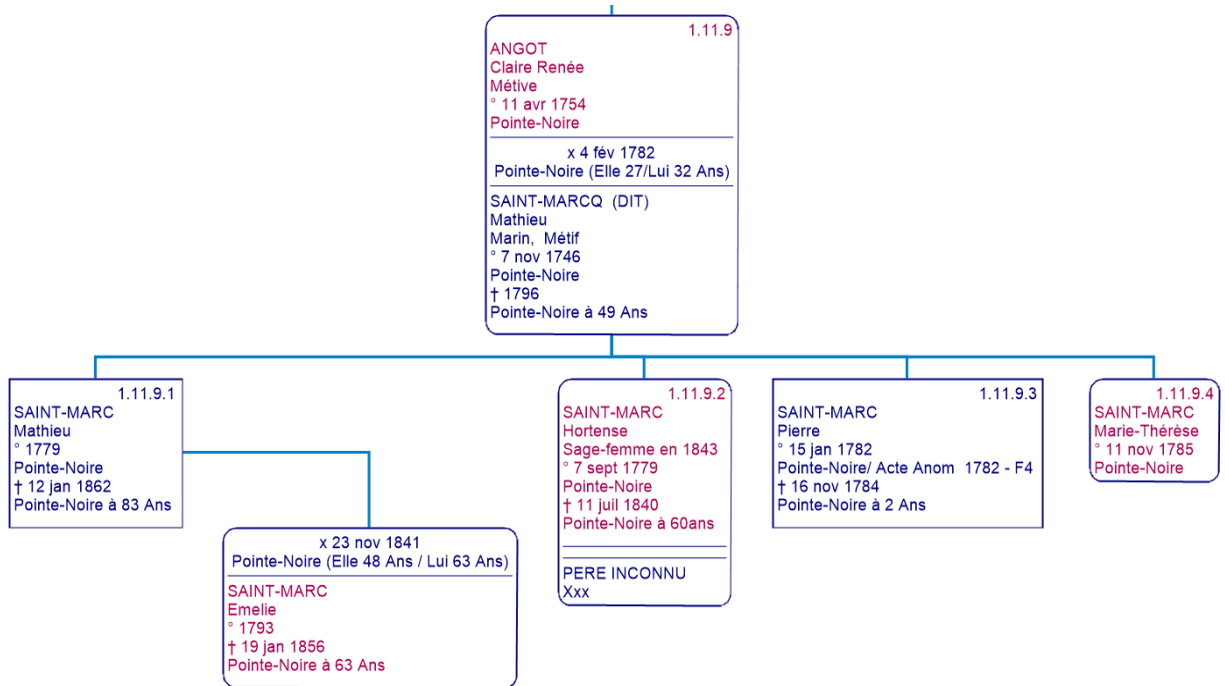 1.11.9
ANGOT
Claire Renée
Métive
° 11 avr 1754
Pointe-Noire
x 4 fév 1782
Pointe-Noire (Elle 27/Lui 32 Ans)
SAINT-MARCQ (DIT)
Mathieu
Marin, Métif
° 7 nov 1746
Pointe-Noire
† 1796
Pointe-Noire à 49 Ans
1.11.9.1
SAINT-MARC
Mathieu
° 1779
Pointe-Noire
† 12 jan 1862
Pointe-Noire à 83 Ans
x 23 nov 1841
Pointe-Noire (Elle 48 Ans / Lui 63 Ans)
SAINT-MARC
Emelie
° 1793
† 19 jan 1856
Pointe-Noire à 63 Ans
1.11.9.2
SAINT-MARC
Hortense
Sage-femme en 1843
° 7 sept 1779
Pointe-Noire
† 11 juil 1840
Pointe-Noire à 60ans
PERE INCONNU
Xxx
1.11.9.3
SAINT-MARC
Pierre
° 15 jan 1782
Pointe-Noire/ Acte Anom 1782 - F4
† 16 nov 1784
Pointe-Noire à 2 Ans
1.11.9.4
SAINT-MARC
Marie-Thérèse
° 11 nov 1785
Pointe-Noire